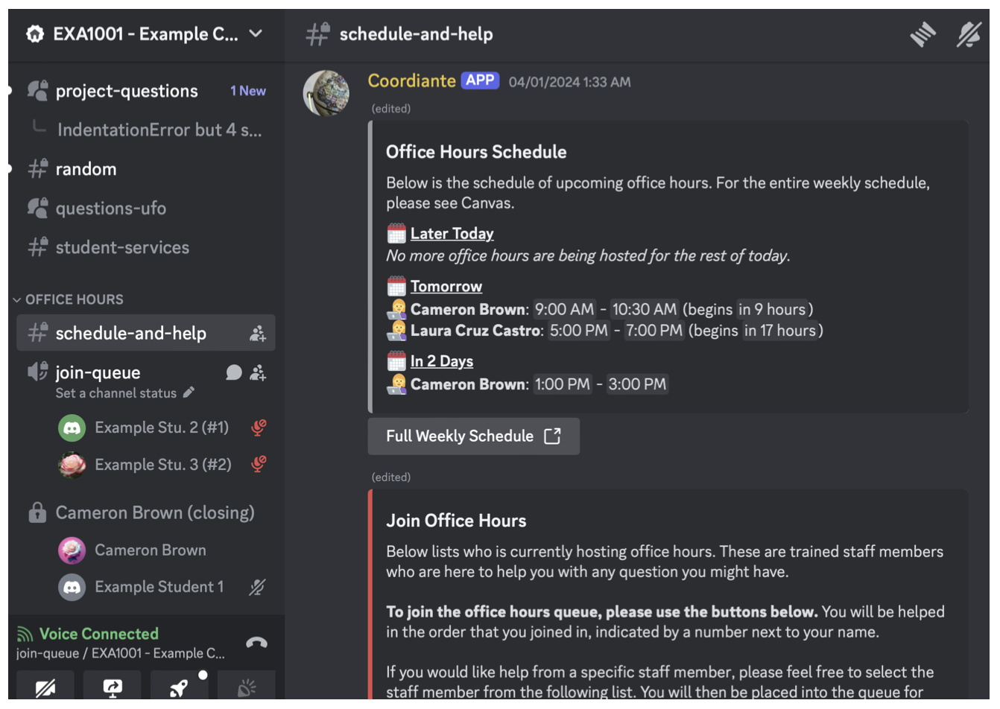 EXA1001 - Example C...
project-questions
1 New
IndentationError but 4 s...
random
questions-ufo
student-services
OFFICE HOURS
schedule-and-help
join-queue
Set a channel status
Example Stu. 2 (#1)
Example Stu. 3 (#2)
Cameron Brown (closing)
Cameron Brown
Example Student 1
Voice Connected
join-queue / EXA1001 - Example C...
schedule-and-help
Coordiante APP 04/01/2024 1:33 AM
(edited)
Office Hours Schedule
Below is the schedule of upcoming office hours. For the entire weekly schedule,
please see Canvas.
Later Today
No more office hours are being hosted for the rest of today.
Tomorrow
Cameron Brown: 9:00 AM - 10:30 AM (begins in 9 hours)
Laura Cruz Castro: 5:00 PM - 7:00 PM (begins in 17 hours)
In 2 Days
Cameron Brown: 1:00 PM - 3:00 PM
Full Weekly Schedule
(edited)
Join Office Hours
Below lists who is currently hosting office hours. These are trained staff members
who are here to help you with any question you might have.
To join the office hours queue, please use the buttons below. You will be helped
in the order that you joined in, indicated by a number next to your name.
If you would like help from a specific staff member, please feel free to select the
staff member from the following list. You will then be placed into the queue for